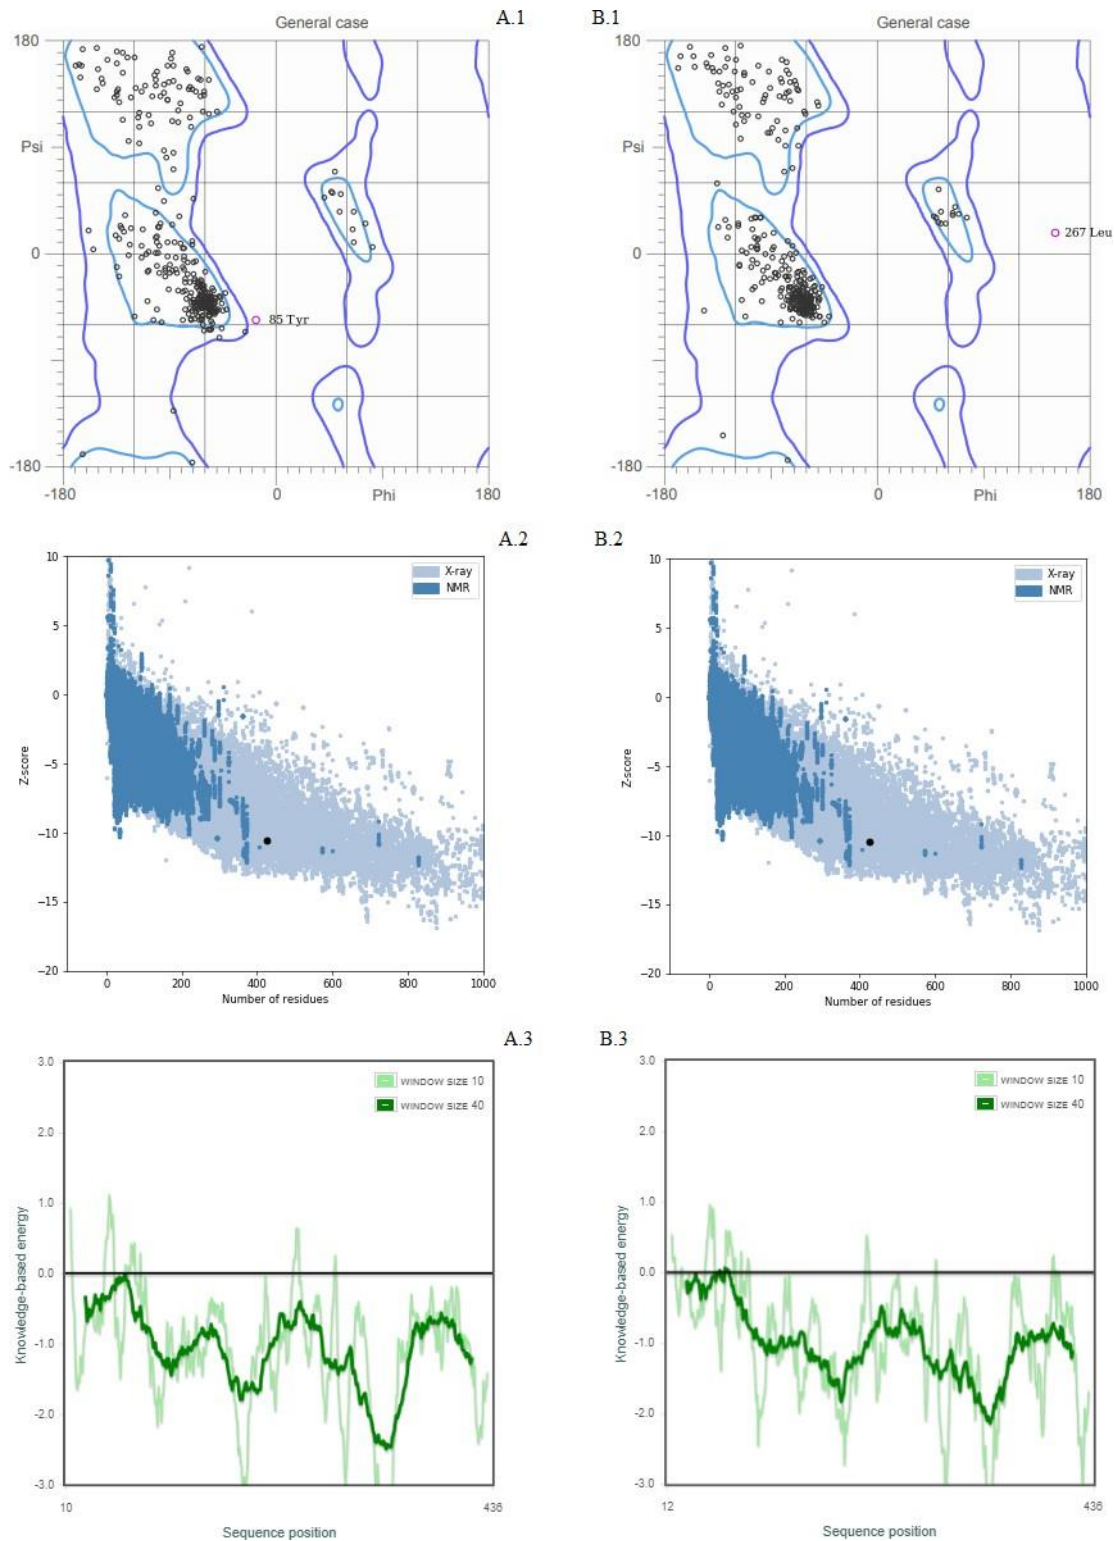 A.1
General case
180
Psi
0
85 Tyr
-180
-180
0
Phi
180
B.1
General case
180
Psi
0
267 Leu
-180
-180
0
Phi
180
A.2
10
5
0
−5
−10
−15
−20
Z-score
X-ray
NMR
0
200
400
600
800
1000
Number of residues
B.2
10
5
0
−5
−10
−15
−20
Z-score
X-ray
NMR
0
200
400
600
800
1000
Number of residues
A.3
3.0
2.0
1.0
0.0
-1.0
-2.0
-3.0
Knowledge-based energy
WINDOW SIZE 10
WINDOW SIZE 40
10
436
Sequence position
B.3
3.0
2.0
1.0
0.0
-1.0
-2.0
-3.0
Knowledge-based energy
WINDOW SIZE 10
WINDOW SIZE 40
12
436
Sequence position